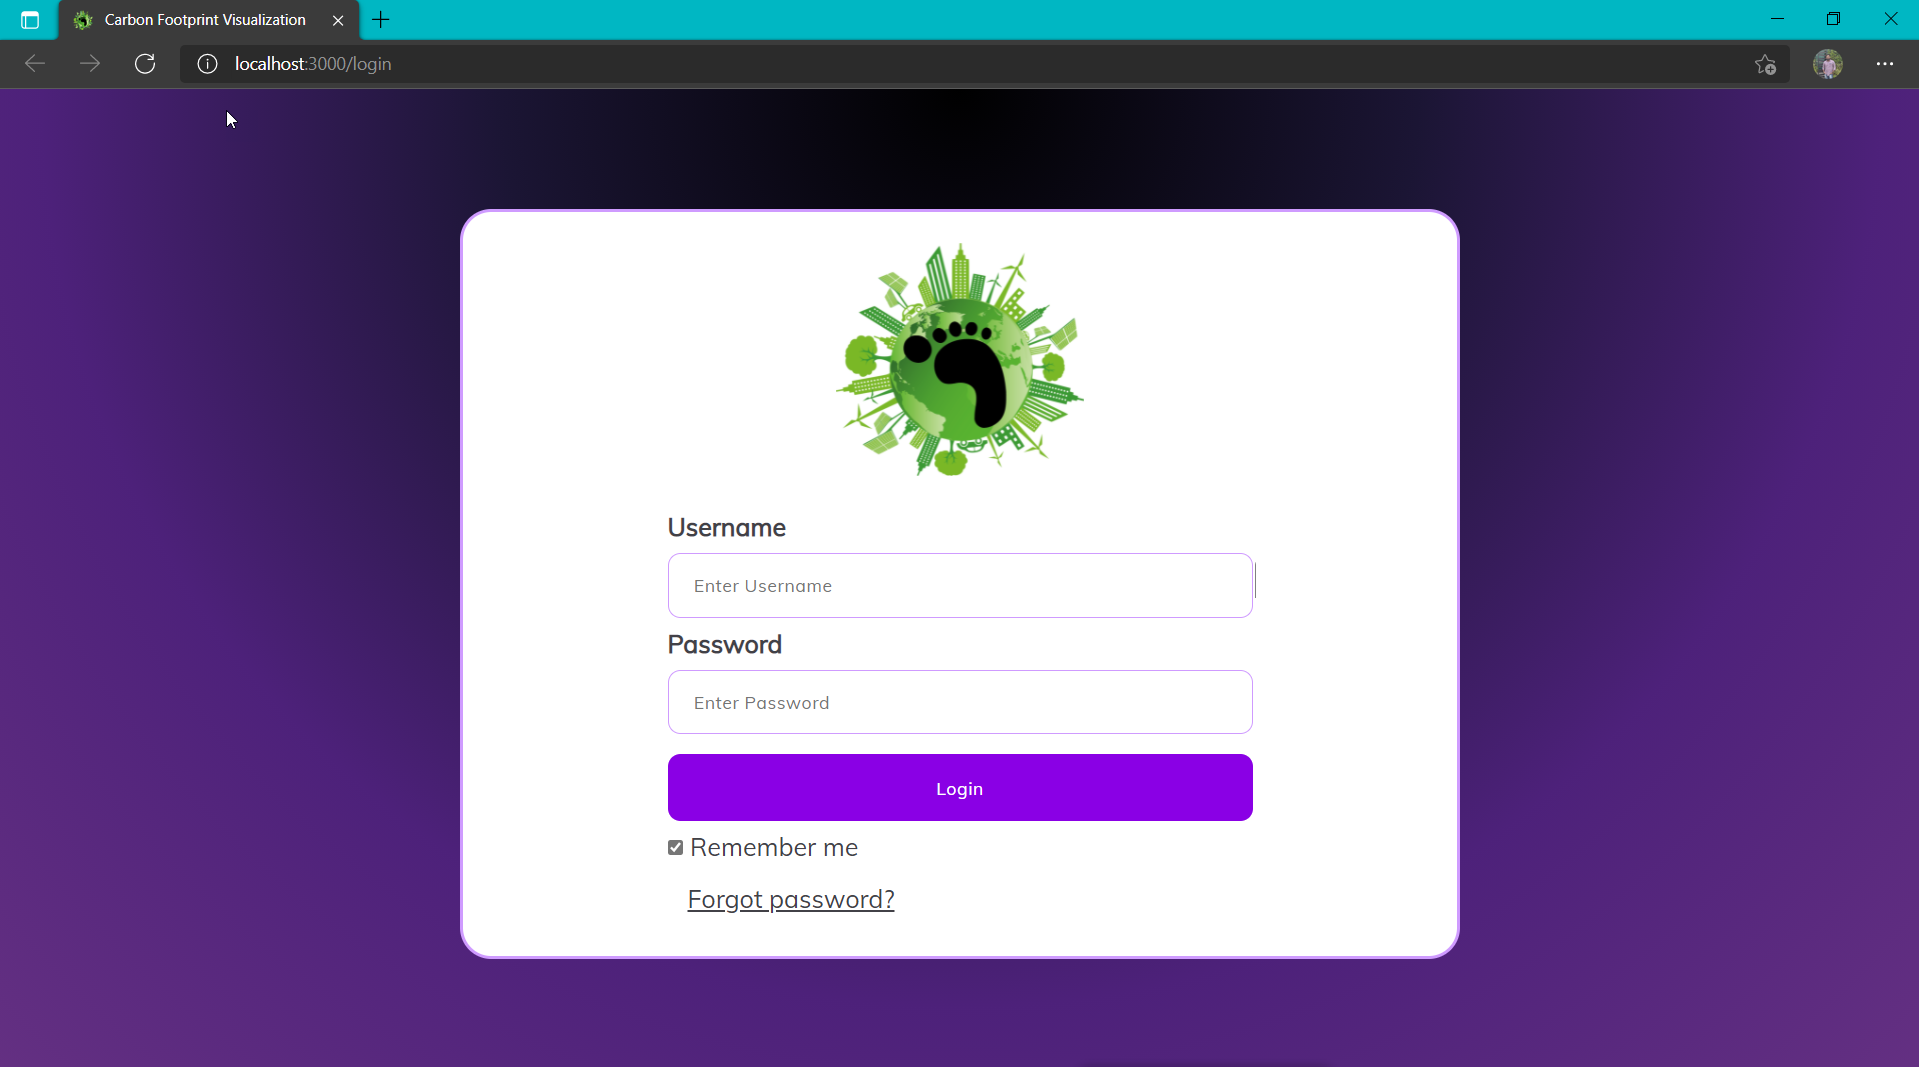 Carbon Footprint Visualization
localhost:3000/login
Username
Enter Username
Password
Enter Password
Login
Remember me
Forgot password?